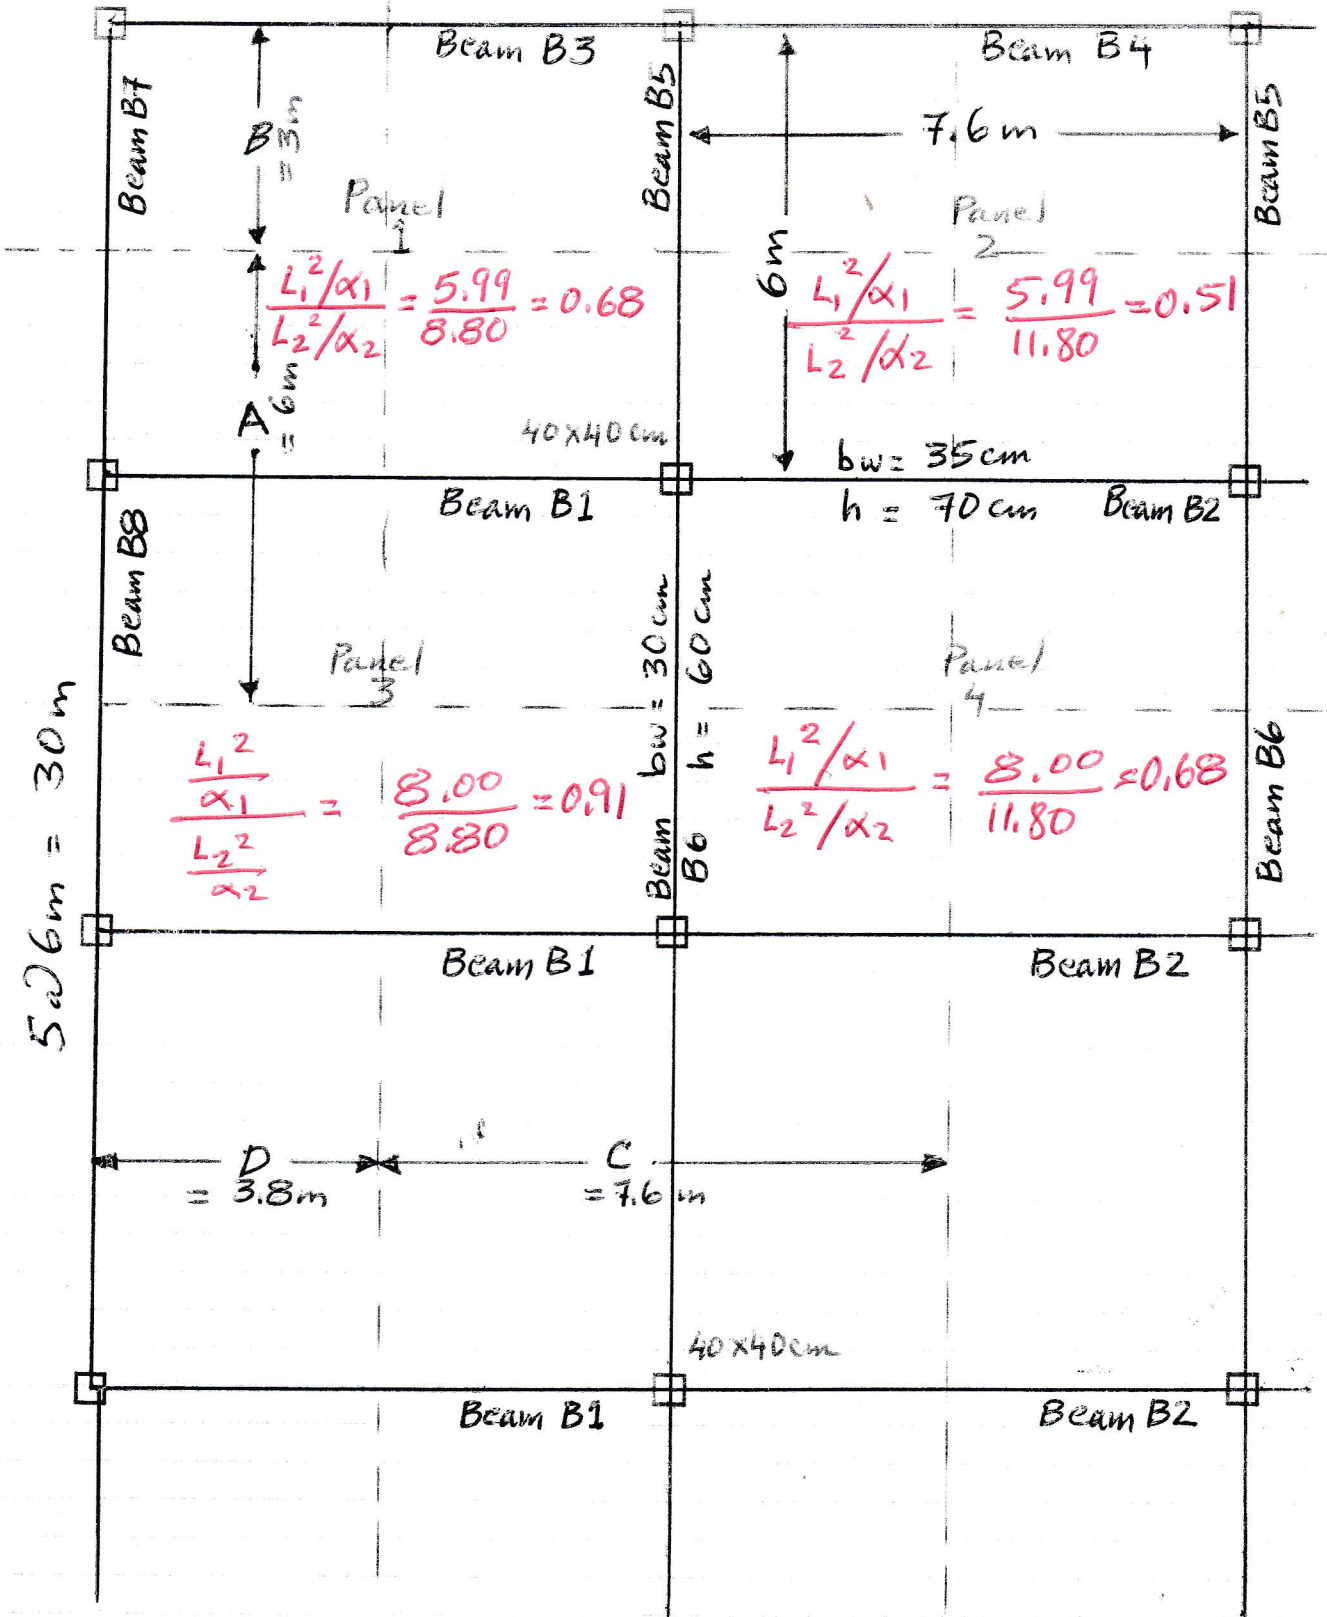 Beam B3
Beam B4
Beam B7
B
= 3m
Beam B5
7.6 m
Beam B5
6m
Panel
1
Panel
2
L₁²/α₁ / L₂²/α₂ = 5.99/8.80 = 0.68
L₁²/α₁ / L₂²/α₂ = 5.99/11.80 = 0.51
A
= 6m
40x40 cm
bw = 35 cm
h = 70 cm
Beam B1
Beam B2
Beam B8
Panel
3
Beam B6
bw = 30 cm
h = 60 cm
Panel
4
L₁²/α₁ / L₂²/α₂ = 8.00/8.80 = 0.91
L₁²/α₁ / L₂²/α₂ = 8.00/11.80 = 0.68
Beam B6
5@6m = 30m
Beam B1
Beam B2
D
= 3.8m
C
= 7.6 m
40x40cm
Beam B1
Beam B2